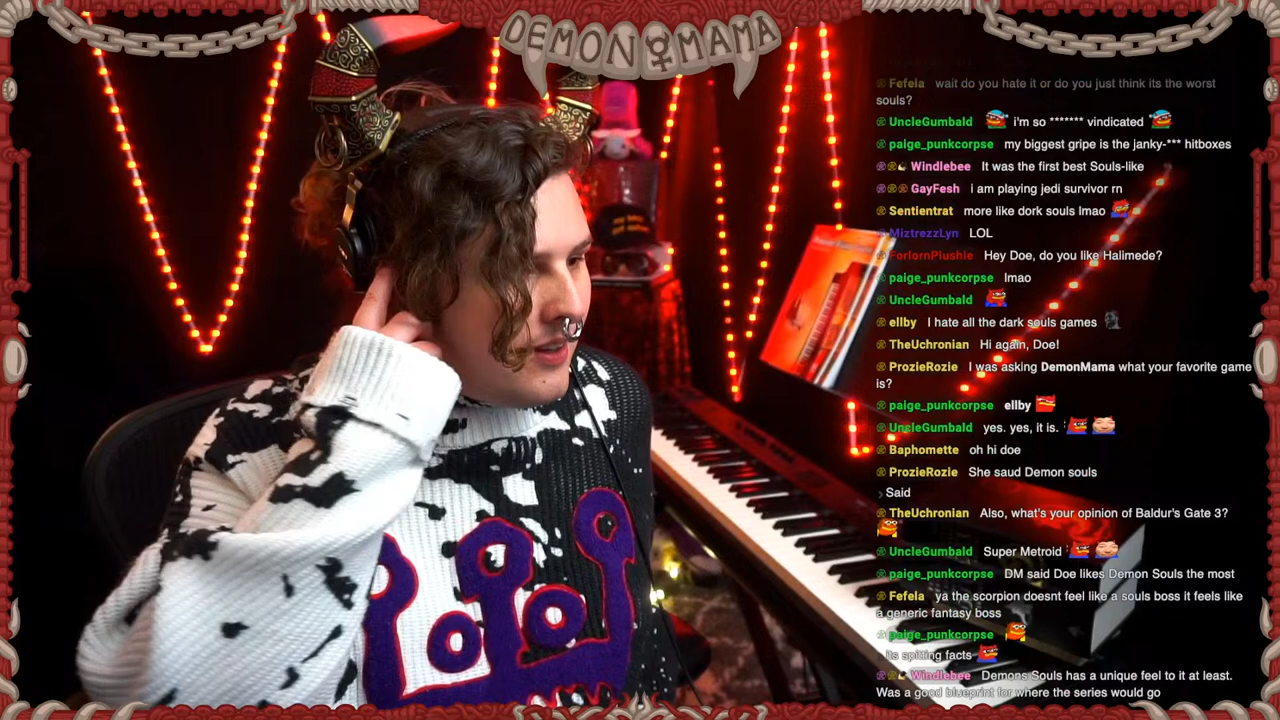 DEMON MAMA
Fefela wait do you hate it or do you just think its the worst
souls?
UncleGumbald i'm so ******* vindicated
paige_punkcorpse my biggest gripe is the janky-*** hitboxes
Windlebee It was the first best Souls-like
GayFesh i am playing jedi survivor rn
Sentientrat more like dork souls lmao
MiztrezzLyn LOL
ForlornPlushie Hey Doe, do you like Halimede?
paige_punkcorpse lmao
UncleGumbald
ellby I hate all the dark souls games
TheUchronian Hi again, Doe!
ProzieRozie I was asking DemonMama what your favorite game
is?
paige_punkcorpse ellby
UncleGumbald yes. yes, it is.
Baphomette oh hi doe
ProzieRozie She saud Demon souls
Said
TheUchronian Also, what's your opinion of Baldur's Gate 3?
UncleGumbald Super Metroid
paige_punkcorpse DM said Doe likes Demon Souls the most
Fefela ya the scorpion doesnt feel like a souls boss it feels like
a generic fantasy boss
paige_punkcorpse
its spitting facts
Windlebee Demons Souls has a unique feel to it at least.
Was a good blueprint for where the series would go